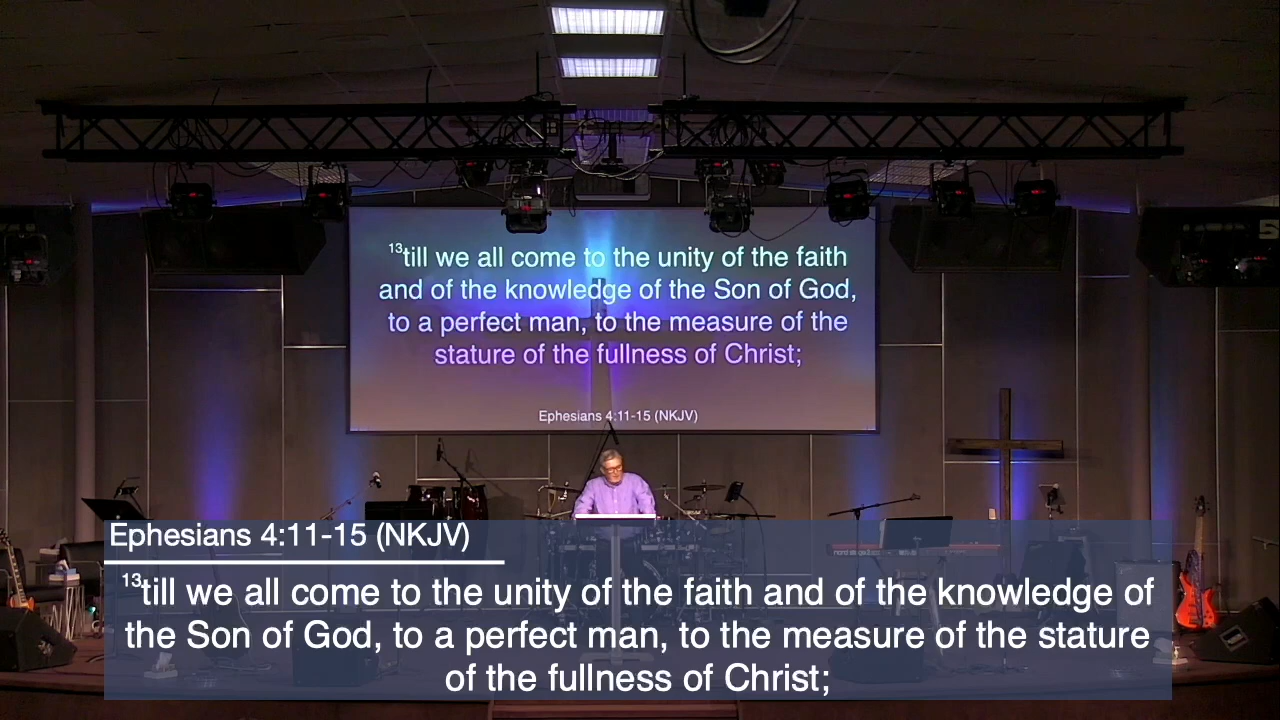 13till we all come to the unity of the faith
and of the knowledge of the Son of God,
to a perfect man, to the measure of the
stature of the fullness of Christ;
Ephesians 4:11-15 (NKJV)
Ephesians 4:11-15 (NKJV)
13till we all come to the unity of the faith and of the knowledge of
the Son of God, to a perfect man, to the measure of the stature
of the fullness of Christ;